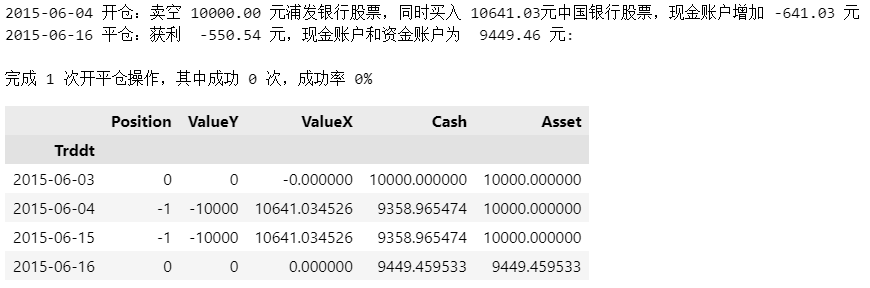 2015-06-04 开仓：卖空 10000.00 元浦发银行股票，同时买入 10641.03元中国银行股票，现金账户增加 -641.03 元
2015-06-16 平仓：获利  -550.54 元，现金账户和资金账户为  9449.46 元:
完成 1 次开平仓操作，其中成功 0 次，成功率 0%
Position ValueY ValueX Cash Asset
Trddt
2015-06-03 0 0 -0.000000 10000.000000 10000.000000
2015-06-04 -1 -10000 10641.034526 9358.965474 10000.000000
2015-06-15 -1 -10000 10641.034526 9358.965474 10000.000000
2015-06-16 0 0 0.000000 9449.459533 9449.459533